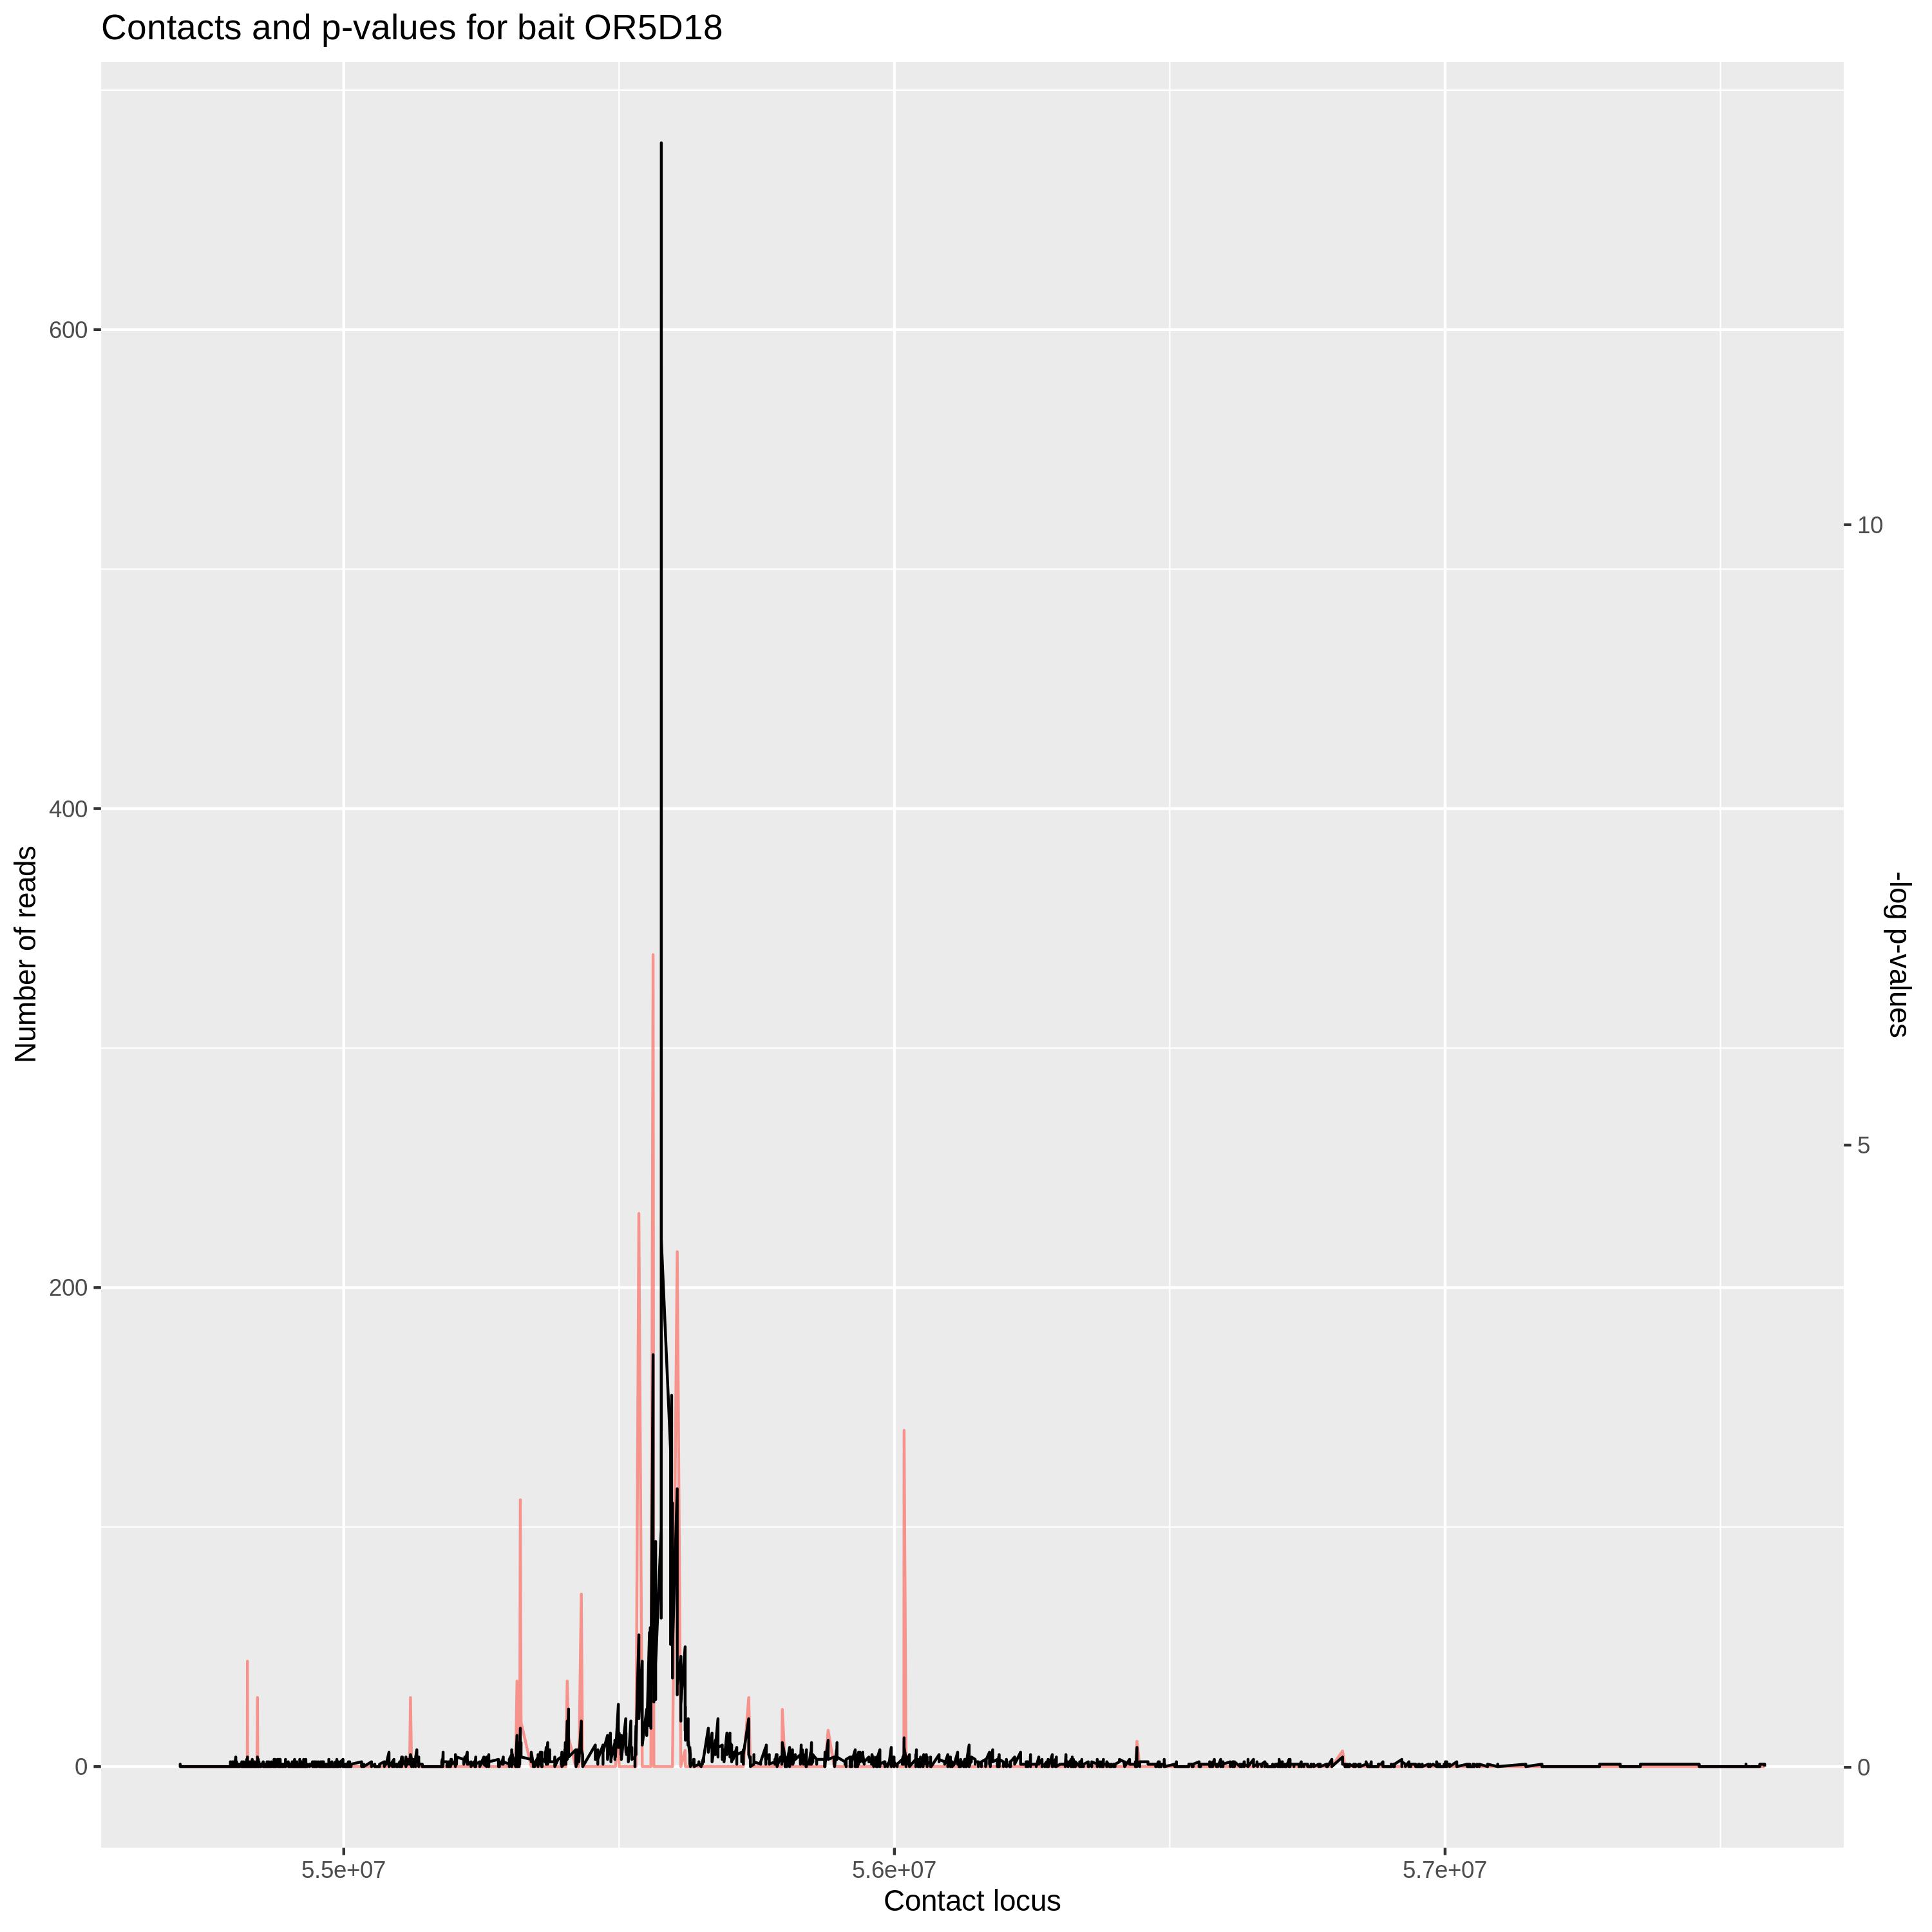 Contacts and p-values for bait OR5D18
Number of reads
600
400
200
0
10
5
0
-log p-values
5.5e+07
5.6e+07
5.7e+07
Contact locus